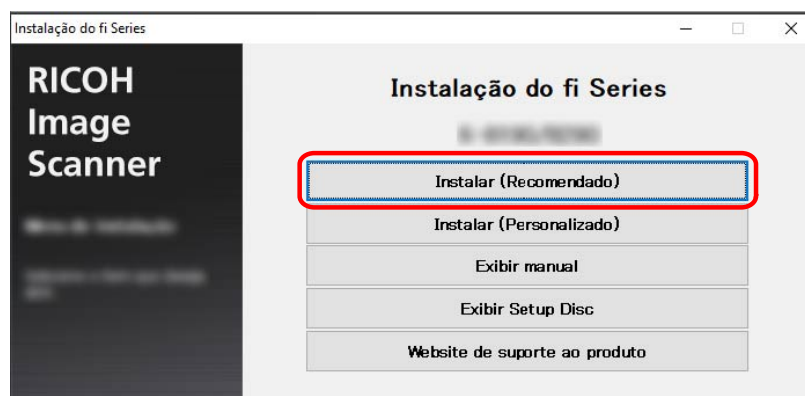 Instalação do fi Series
RICOH
Image
Scanner
Instalação do fi Series
Instalar (Recomendado)
Instalar (Personalizado)
Exibir manual
Exibir Setup Disc
Website de suporte ao produto